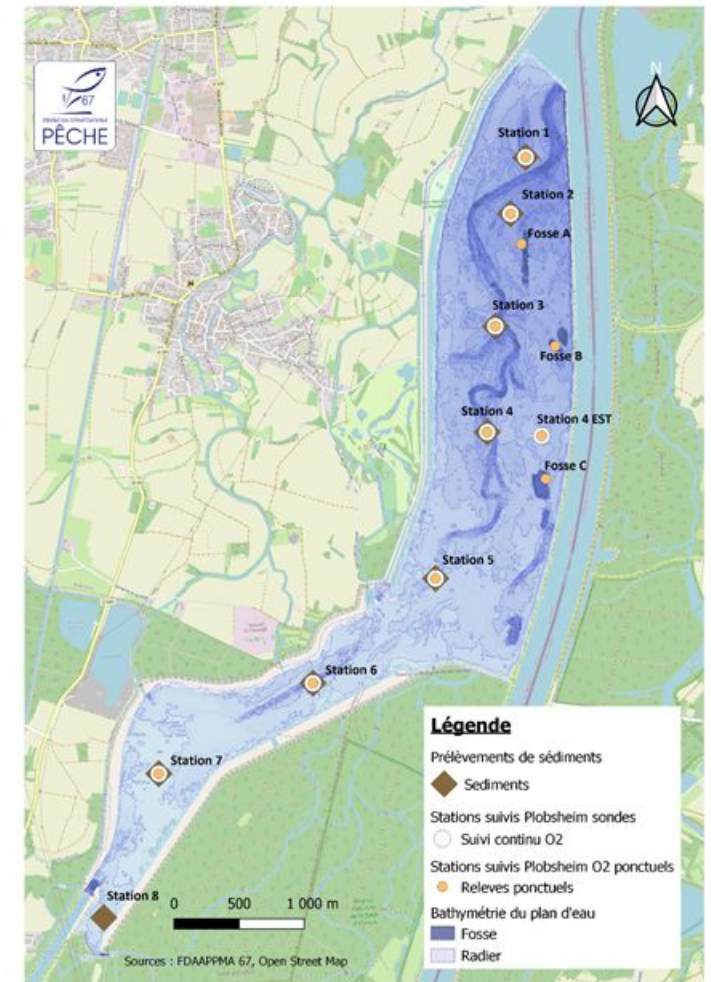 67
PÊCHE
N
Station 1
Station 2
Fosse A
Station 3
Fosse B
Station 4
Station 4 EST
Fosse C
Station 5
Station 6
Station 7
Station 8
Légende
Prélèvements de sédiments
Sediments
Stations suivis Plobsheim sondes
Suivi continu O2
Stations suivis Plobsheim O2 ponctuels
Releves ponctuels
Bathymétrie du plan d'eau
Fosse
Radier
0 500 1 000 m
Sources : FDAAPPMA 67, Open Street Map